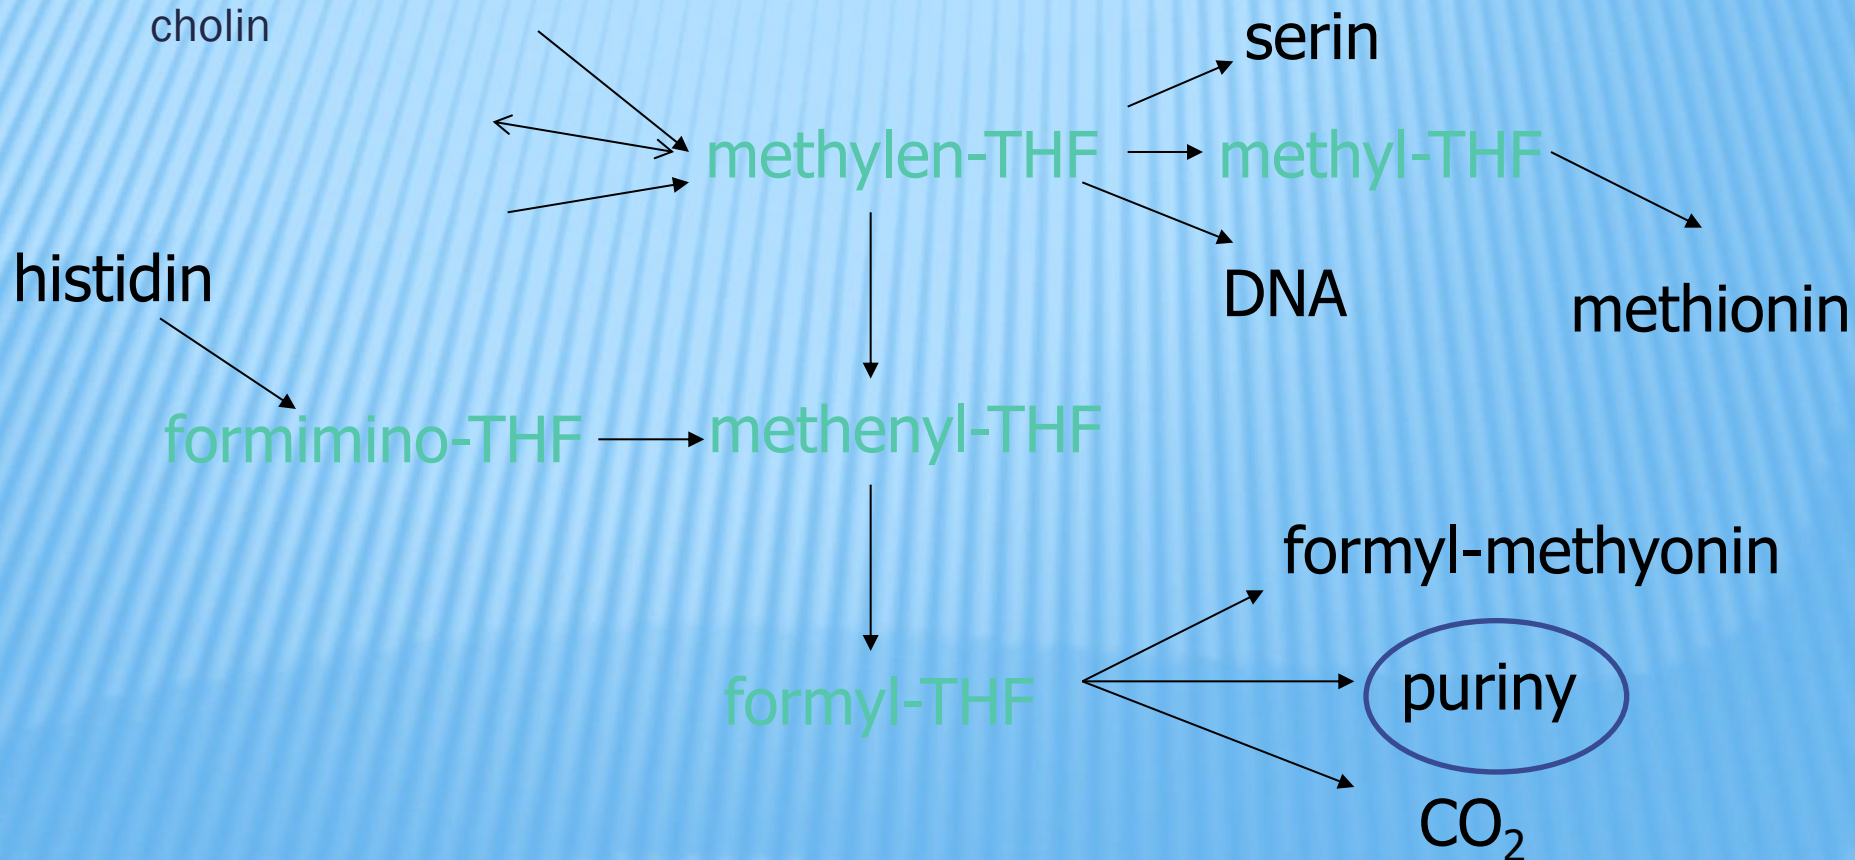 cholin
serin
methylen-THF
methyl-THF
histidin
DNA
methionin
formimino-THF
methenyl-THF
formyl-methyonin
puriny
formyl-THF
CO₂